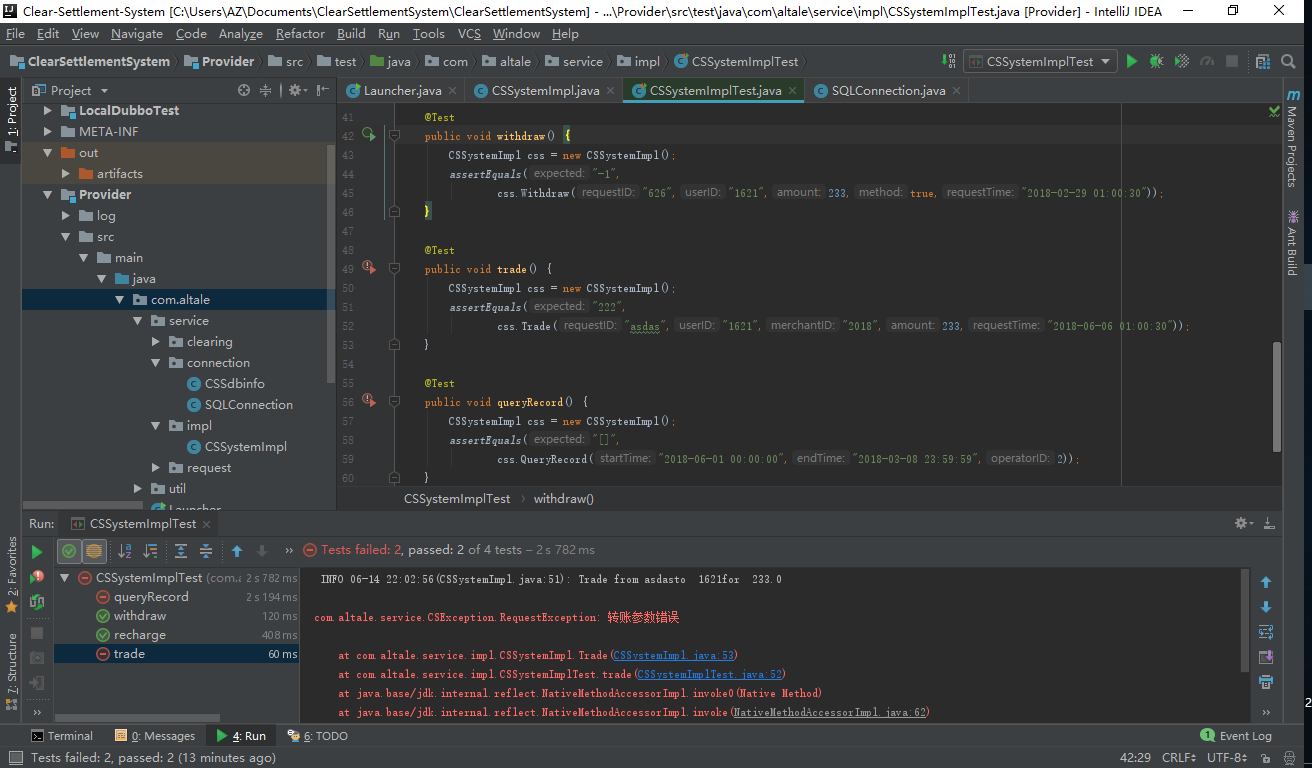 Clear-Settlement-System [C:\Users\AZ\Documents\ClearSettlementSystem\ClearSettlementSystem] - ...\Provider\src\test\java\com\altale\service\impl\CSSystemImplTest.java [Provider] - IntelliJ IDEA
File Edit View Navigate Code Analyze Refactor Build Run Tools VCS Window Help
ClearSettlementSystem Provider src test java com altale service impl CSSystemImplTest CSSystemImplTest
1: Project
Project
Launcher.java CSSystemImpl.java CSSystemImplTest.java SQLConnection.java
LocalDubboTest
META-INF
out
artifacts
Provider
log
src
main
java
com.altale
service
clearing
connection
CSSdbinfo
SQLConnection
impl
CSSystemImpl
request
util
Launcher
41 @Test
42 public void withdraw() {
43 CSSystemImpl css = new CSSystemImpl();
44 assertEquals( expected: "-1",
45 css.Withdraw( requestID: "626", userID: "1621", amount: 233, method: true, requestTime: "2018-02-29 01:00:30"));
46 }
47
48 @Test
49 public void trade() {
50 CSSystemImpl css = new CSSystemImpl();
51 assertEquals( expected: "222",
52 css.Trade( requestID: "asdas", userID: "1621", merchantID: "2018", amount: 233, requestTime: "2018-06-06 01:00:30"));
53 }
54
55 @Test
56 public void queryRecord() {
57 CSSystemImpl css = new CSSystemImpl();
58 assertEquals( expected: "[]",
59 css.QueryRecord( startTime: "2018-06-01 00:00:00", endTime: "2018-03-08 23:59:59", operatorID: 2));
60 }
CSSystemImplTest › withdraw()
Maven Projects
Ant Build
Run: CSSystemImplTest
Tests failed: 2, passed: 2 of 4 tests – 2 s 782 ms
CSSystemImplTest (com.a 2 s 782 ms
queryRecord 2 s 194 ms
withdraw 120 ms
recharge 408 ms
trade 60 ms
INFO 06-14 22:02:56(CSSystemImpl.java:51): Trade from asdasto 1621for 233.0
com.altale.service.CSException.RequestException: 转账参数错误
at com.altale.service.impl.CSSystemImpl.Trade(CSSystemImpl.java:53)
at com.altale.service.impl.CSSystemImplTest.trade(CSSystemImplTest.java:52)
at java.base/jdk.internal.reflect.NativeMethodAccessorImpl.invoke0(Native Method)
at java.base/jdk.internal.reflect.NativeMethodAccessorImpl.invoke(NativeMethodAccessorImpl.java:62)
2: Favorites
7: Structure
2
Terminal 0: Messages 4: Run 6: TODO 1 Event Log
Tests failed: 2, passed: 2 (13 minutes ago) 42:29 CRLF UTF-8